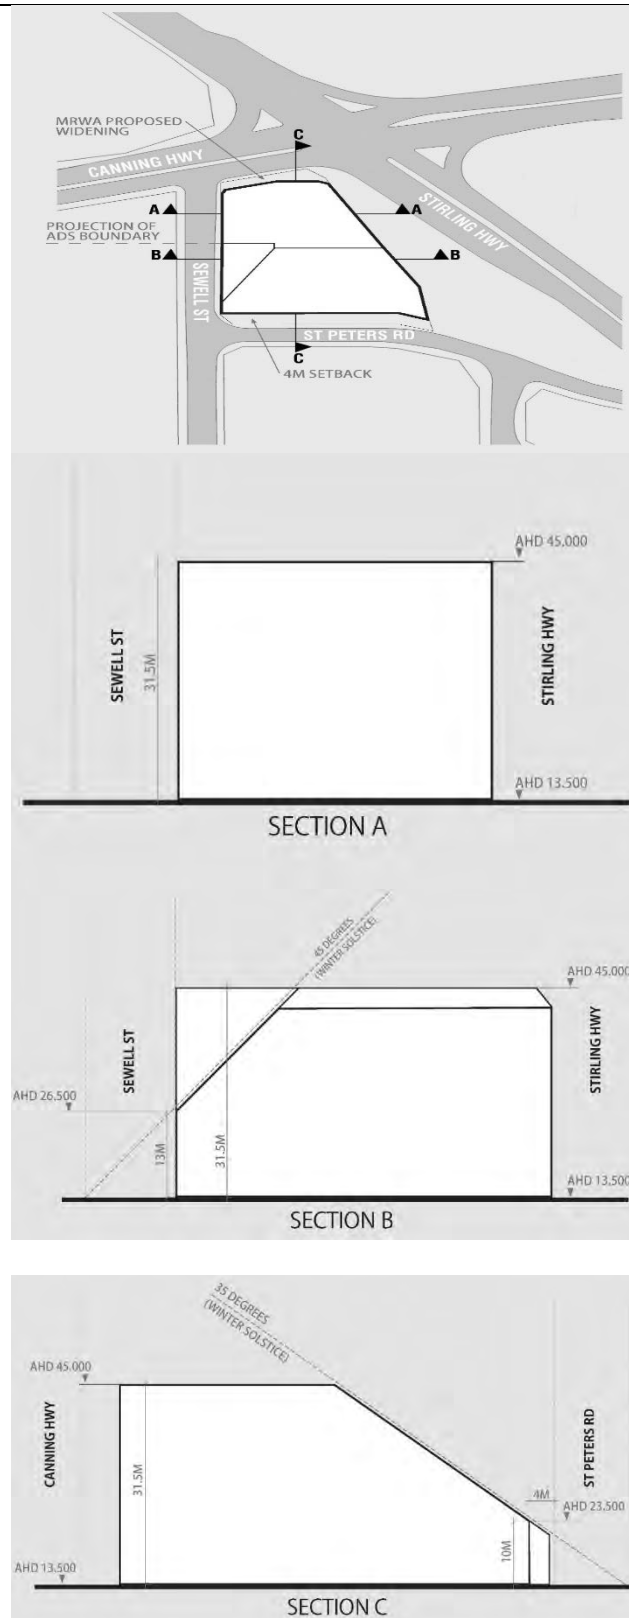 MRWA PROPOSED
WIDENING
C
CANNING HWY
A
A
STIRLING HWY
PROJECTION OF
ADS BOUNDARY
B
B
SEWELL ST
ST PETERS RD
C
4M SETBACK
AHD 45.000
SEWELL ST
31.5M
STIRLING HWY
AHD 13.500
SECTION A
45 DEGREES
(WINTER SOLSTICE)
AHD 45.000
SEWELL ST
STIRLING HWY
AHD 26.500
13M
31.5M
AHD 13.500
SECTION B
35 DEGREES
(WINTER SOLSTICE)
AHD 45.000
CANNING HWY
31.5M
ST PETERS RD
4M
AHD 23.500
10M
AHD 13.500
SECTION C